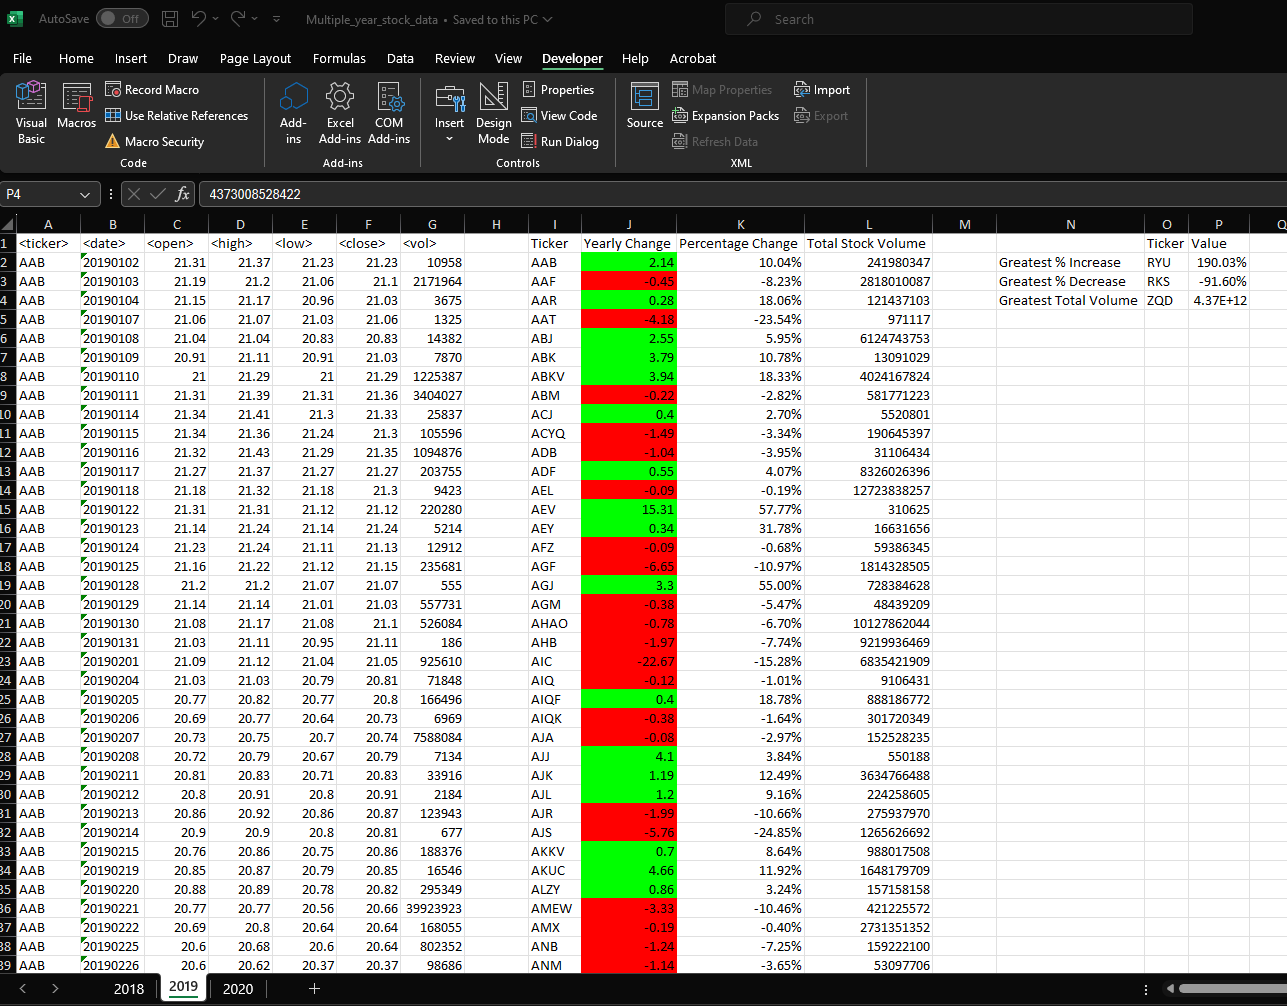 AutoSave Off Multiple_year_stock_data • Saved to this PC Search
File Home Insert Draw Page Layout Formulas Data Review View Developer Help Acrobat
Visual Basic
Macros
Record Macro
Use Relative References
Macro Security
Code
Add-ins
Excel Add-ins
COM Add-ins
Add-ins
Insert
Design Mode
Properties
View Code
Run Dialog
Controls
Source
Map Properties
Expansion Packs
Refresh Data
Import
Export
XML
P4 fx 4373008528422
A B C D E F G H I J K L M N O P Q
1 <ticker> <date> <open> <high> <low> <close> <vol> Ticker Yearly Change Percentage Change Total Stock Volume Ticker Value
2 AAB 20190102 21.31 21.37 21.23 21.23 10958 AAB 2.14 10.04% 241980347 Greatest % Increase RYU 190.03%
3 AAB 20190103 21.19 21.2 21.06 21.1 2171964 AAF -0.45 -8.23% 2818010087 Greatest % Decrease RKS -91.60%
4 AAB 20190104 21.15 21.17 20.96 21.03 3675 AAR 0.28 18.06% 121437103 Greatest Total Volume ZQD 4.37E+12
5 AAB 20190107 21.06 21.07 21.03 21.06 1325 AAT -4.18 -23.54% 971117
6 AAB 20190108 21.04 21.04 20.83 20.83 14382 ABJ 2.55 5.95% 6124743753
7 AAB 20190109 20.91 21.11 20.91 21.03 7870 ABK 3.79 10.78% 13091029
8 AAB 20190110 21 21.29 21 21.29 1225387 ABKV 3.94 18.33% 4024167824
9 AAB 20190111 21.31 21.39 21.31 21.36 3404027 ABM -0.22 -2.82% 581771223
10 AAB 20190114 21.34 21.41 21.3 21.33 25837 ACJ 0.4 2.70% 5520801
11 AAB 20190115 21.34 21.36 21.24 21.3 105596 ACYQ -1.49 -3.34% 190645397
12 AAB 20190116 21.32 21.43 21.29 21.35 1094876 ADB -1.04 -3.95% 31106434
13 AAB 20190117 21.27 21.37 21.27 21.27 203755 ADF 0.55 4.07% 8326026396
14 AAB 20190118 21.18 21.32 21.18 21.3 9423 AEL -0.09 -0.19% 12723838257
15 AAB 20190122 21.31 21.31 21.12 21.12 220280 AEV 15.31 57.77% 310625
16 AAB 20190123 21.14 21.24 21.14 21.24 5214 AEY 0.34 31.78% 16631656
17 AAB 20190124 21.23 21.24 21.11 21.13 12912 AFZ -0.09 -0.68% 59386345
18 AAB 20190125 21.16 21.22 21.12 21.15 235681 AGF -6.65 -10.97% 1814328505
19 AAB 20190128 21.2 21.2 21.07 21.07 555 AGJ 3.3 55.00% 728384628
20 AAB 20190129 21.14 21.14 21.01 21.03 557731 AGM -0.38 -5.47% 48439209
21 AAB 20190130 21.08 21.17 21.08 21.1 526084 AHAO -0.78 -6.70% 10127862044
22 AAB 20190131 21.03 21.11 20.95 21.11 186 AHB -1.97 -7.74% 9219936469
23 AAB 20190201 21.09 21.12 21.04 21.05 925610 AIC -22.67 -15.28% 6835421909
24 AAB 20190204 21.03 21.03 20.79 20.81 71848 AIQ -0.12 -1.01% 9106431
25 AAB 20190205 20.77 20.82 20.77 20.8 166496 AIQF 0.4 18.78% 888186772
26 AAB 20190206 20.69 20.77 20.64 20.73 6969 AIQK -0.38 -1.64% 301720349
27 AAB 20190207 20.73 20.75 20.7 20.74 7588084 AJA -0.08 -2.97% 152528235
28 AAB 20190208 20.72 20.79 20.67 20.79 7134 AJJ 4.1 3.84% 550188
29 AAB 20190211 20.81 20.83 20.71 20.83 33916 AJK 1.19 12.49% 3634766488
30 AAB 20190212 20.8 20.91 20.8 20.91 2184 AJL 1.2 9.16% 224258605
31 AAB 20190213 20.86 20.92 20.86 20.87 123943 AJR -1.99 -10.66% 275937970
32 AAB 20190214 20.9 20.9 20.8 20.81 677 AJS -5.76 -24.85% 1265626692
33 AAB 20190215 20.76 20.86 20.75 20.86 188376 AKKV 0.7 8.64% 988017508
34 AAB 20190219 20.85 20.87 20.79 20.85 16546 AKUC 4.66 11.92% 1648179709
35 AAB 20190220 20.88 20.89 20.78 20.82 295349 ALZY 0.86 3.24% 157158158
36 AAB 20190221 20.77 20.77 20.56 20.66 39923923 AMEW -3.33 -10.46% 421225572
37 AAB 20190222 20.69 20.8 20.64 20.64 168055 AMX -0.19 -0.40% 2731351352
38 AAB 20190225 20.6 20.68 20.6 20.64 802352 ANB -1.24 -7.25% 159222100
39 AAB 20190226 20.6 20.62 20.37 20.37 98686 ANM -1.14 -3.65% 53097706
2018 2019 2020